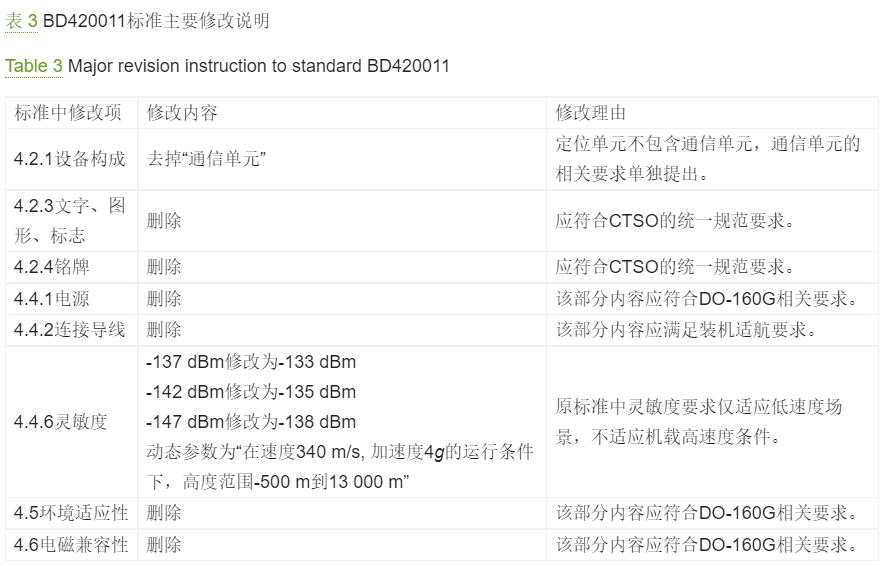 表 3 BD420011标准主要修改说明
Table 3 Major revision instruction to standard BD420011
标准中修改项 修改内容 修改理由
4.2.1设备构成 去掉“通信单元” 定位单元不包含通信单元，通信单元的
相关要求单独提出。
4.2.3文字、图
形、标志 删除 应符合CTSO的统一规范要求。
4.2.4铭牌 删除 应符合CTSO的统一规范要求。
4.4.1电源 删除 该部分内容应符合DO-160G相关要求。
4.4.2连接导线 删除 该部分内容应满足装机适航要求。
4.4.6灵敏度
-137 dBm修改为-133 dBm
-142 dBm修改为-135 dBm
-147 dBm修改为-138 dBm
动态参数为“在速度340 m/s, 加速度4g的运行条件
下，高度范围-500 m到13 000 m”
原标准中灵敏度要求仅适应低速度场
景，不适应机载高速度条件。
4.5环境适应性 删除 该部分内容应符合DO-160G相关要求。
4.6电磁兼容性 删除 该部分内容应符合DO-160G相关要求。